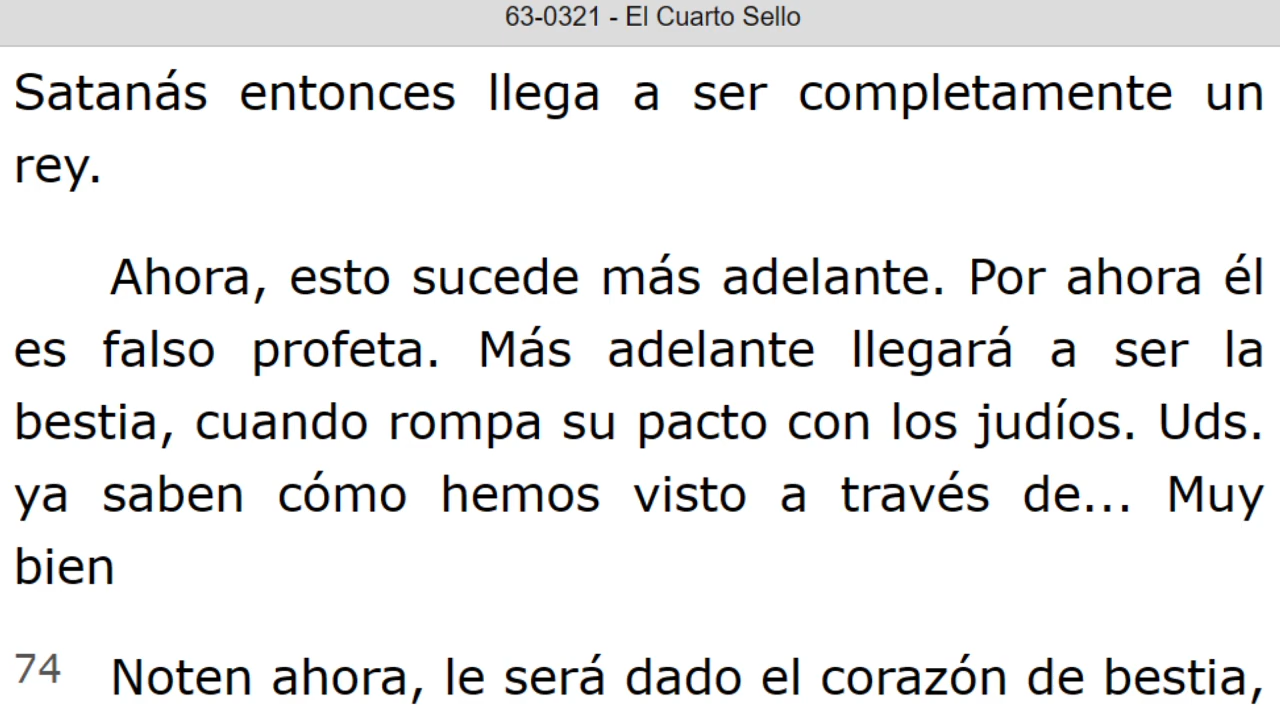 63-0321 - El Cuarto Sello
Satanás entonces llega a ser completamente un
rey.
Ahora, esto sucede más adelante. Por ahora él
es falso profeta. Más adelante llegará a ser la
bestia, cuando rompa su pacto con los judíos. Uds.
ya saben cómo hemos visto a través de... Muy
bien
74 Noten ahora, le será dado el corazón de bestia,